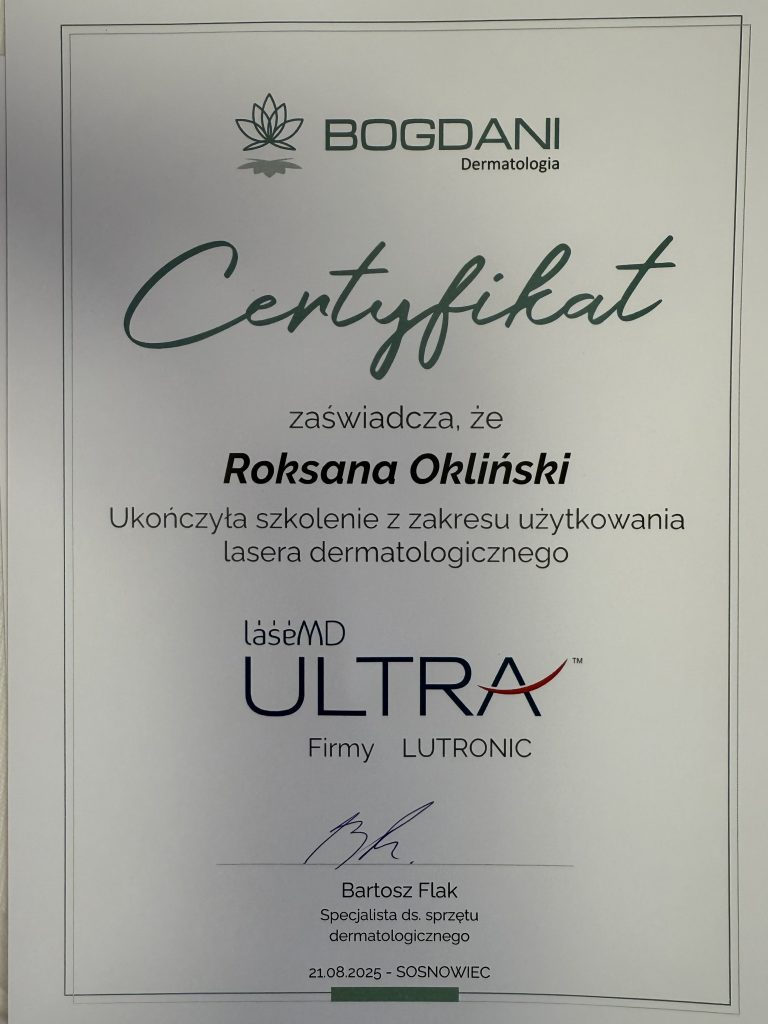 BOGDANI
Dermatologia
Certyfikat
zaświadcza, że
Roksana Okliński
Ukończyła szkolenie z zakresu użytkowania
lasera dermatologicznego
laseMD
ULTRA™
Firmy LUTRONIC
Bartosz Flak
Specjalista ds. sprzętu
dermatologicznego
21.08.2025 - SOSNOWIEC